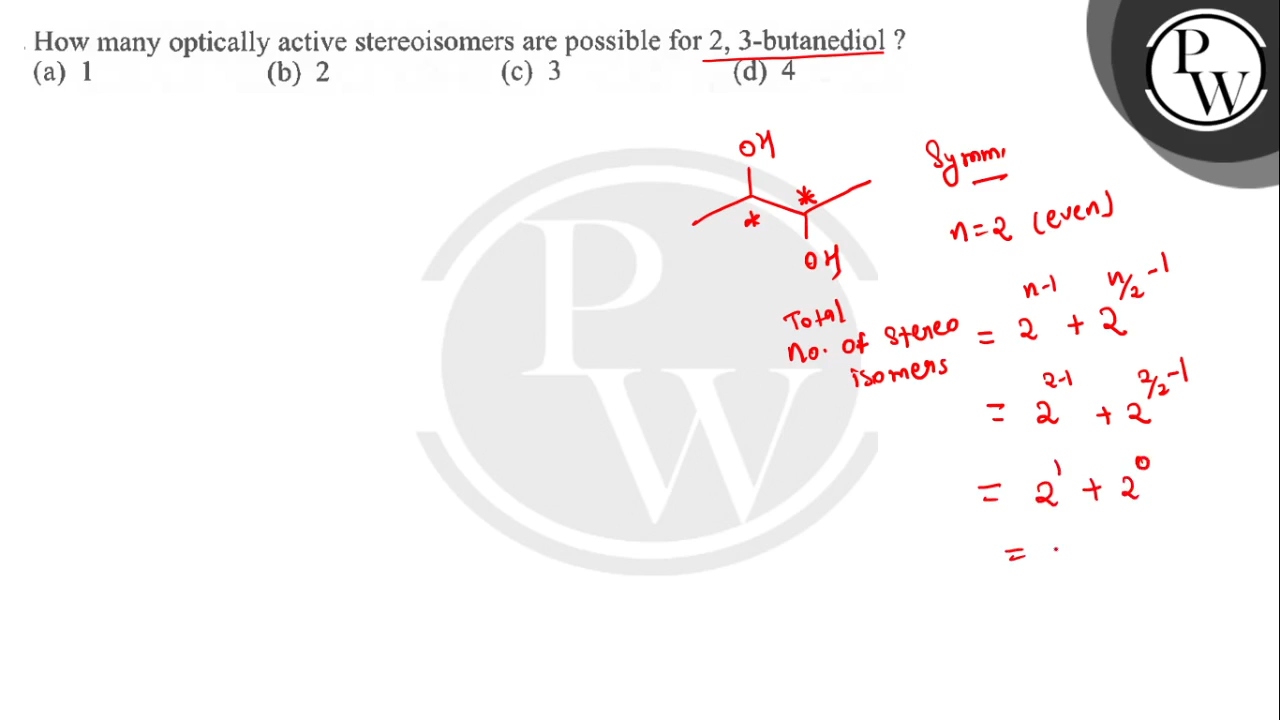 How many optically active stereoisomers are possible for 2, 3-butanediol ?
(a) 1 (b) 2 (c) 3 (d) 4
P
W
OH
* *
OH
Symm.
n=2 (even)
Total
No. of stereo
isomers
= 2^{n-1} + 2^{n/2-1}
= 2^{2-1} + 2^{2/2-1}
= 2^1 + 2^0
=
P
W